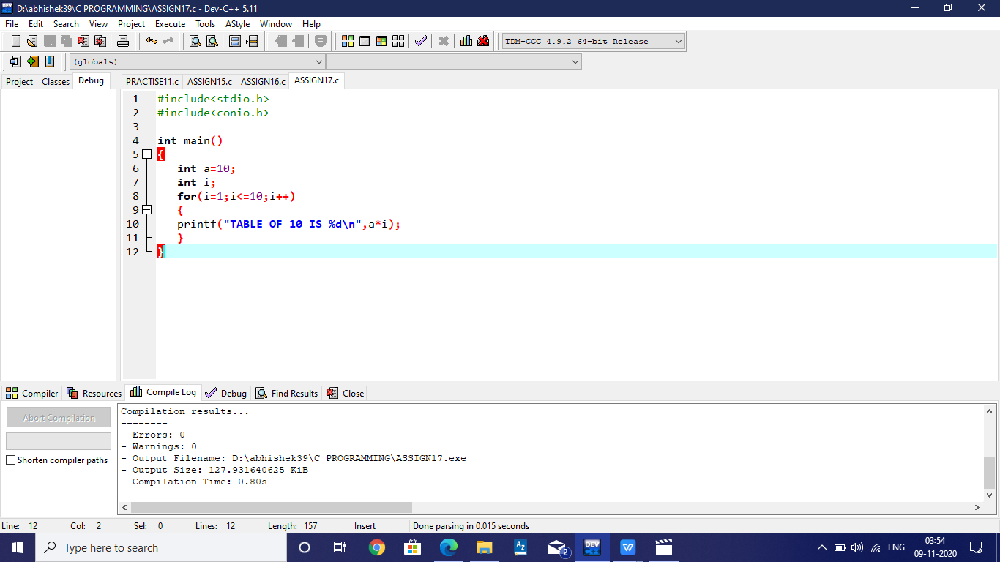 D:\abhishek39\C PROGRAMMING\ASSIGN17.c - Dev-C++ 5.11
File Edit Search View Project Execute Tools AStyle Window Help
TDM-GCC 4.9.2 64-bit Release
(globals)
Project Classes Debug PRACTISE11.c ASSIGN15.c ASSIGN16.c ASSIGN17.c
1 #include<stdio.h>
2 #include<conio.h>
3
4 int main()
5 {
6 int a=10;
7 int i;
8 for(i=1;i<=10;i++)
9 {
10 printf("TABLE OF 10 IS %d\n",a*i);
11 }
12 }
Compiler Resources Compile Log Debug Find Results Close
Abort Compilation
Shorten compiler paths
Compilation results...
--------
- Errors: 0
- Warnings: 0
- Output Filename: D:\abhishek39\C PROGRAMMING\ASSIGN17.exe
- Output Size: 127.931640625 KiB
- Compilation Time: 0.80s
Line: 12 Col: 2 Sel: 0 Lines: 12 Length: 157 Insert Done parsing in 0.015 seconds
Type here to search
2
DEV
W
ENG
03:54
09-11-2020